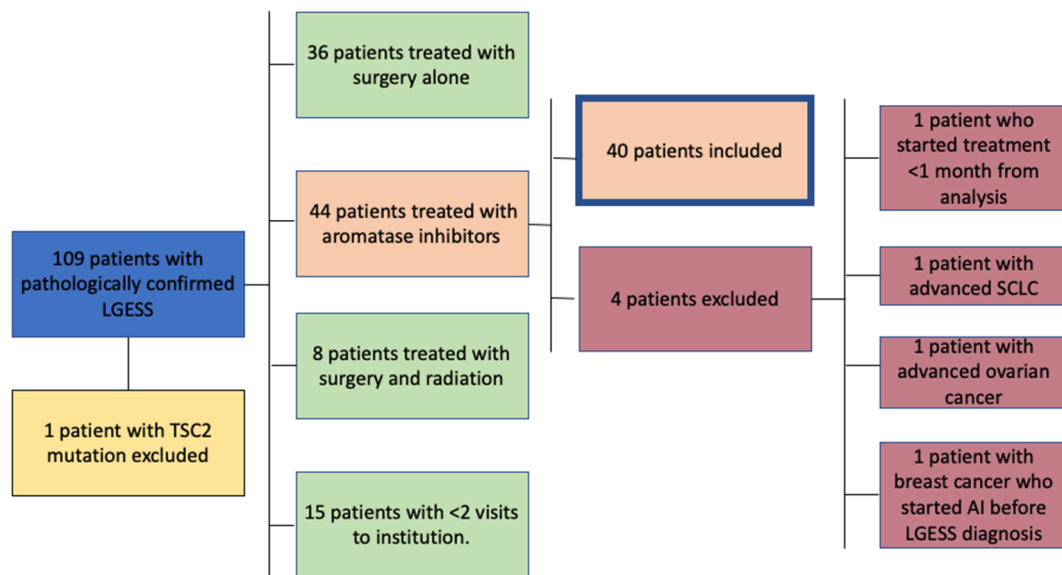 109 patients with
pathologically confirmed
LGESS
1 patient with TSC2
mutation excluded
36 patients treated with
surgery alone
44 patients treated with
aromatase inhibitors
8 patients treated with
surgery and radiation
15 patients with <2 visits
to institution.
40 patients included
4 patients excluded
1 patient who
started treatment
<1 month from
analysis
1 patient with
advanced SCLC
1 patient with
advanced ovarian
cancer
1 patient with
breast cancer who
started AI before
LGESS diagnosis